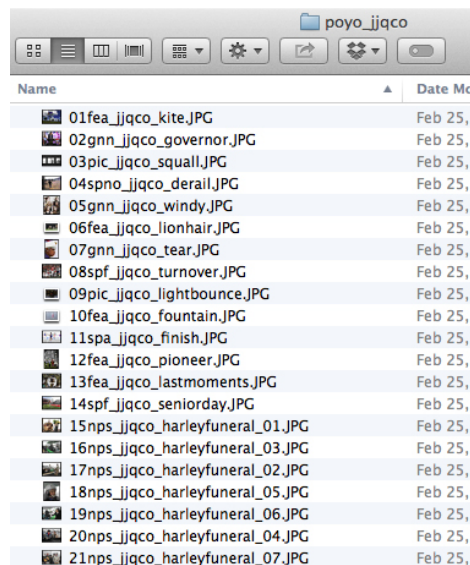 poyo_jjqco
Name Date Mo
01fea_jjqco_kite.JPG Feb 25,
02gnn_jjqco_governor.JPG Feb 25,
03pic_jjqco_squall.JPG Feb 25,
04spno_jjqco_derail.JPG Feb 25,
05gnn_jjqco_windy.JPG Feb 25,
06fea_jjqco_lionhair.JPG Feb 25,
07gnn_jjqco_tear.JPG Feb 25,
08spf_jjqco_turnover.JPG Feb 25,
09pic_jjqco_lightbounce.JPG Feb 25,
10fea_jjqco_fountain.JPG Feb 25,
11spa_jjqco_finish.JPG Feb 25,
12fea_jjqco_pioneer.JPG Feb 25,
13fea_jjqco_lastmoments.JPG Feb 25,
14spf_jjqco_seniorday.JPG Feb 25,
15nps_jjqco_harleyfuneral_01.JPG Feb 25,
16nps_jjqco_harleyfuneral_03.JPG Feb 25,
17nps_jjqco_harleyfuneral_02.JPG Feb 25,
18nps_jjqco_harleyfuneral_05.JPG Feb 25,
19nps_jjqco_harleyfuneral_06.JPG Feb 25,
20nps_jjqco_harleyfuneral_04.JPG Feb 25,
21nps_jjqco_harleyfuneral_07.JPG Feb 25,